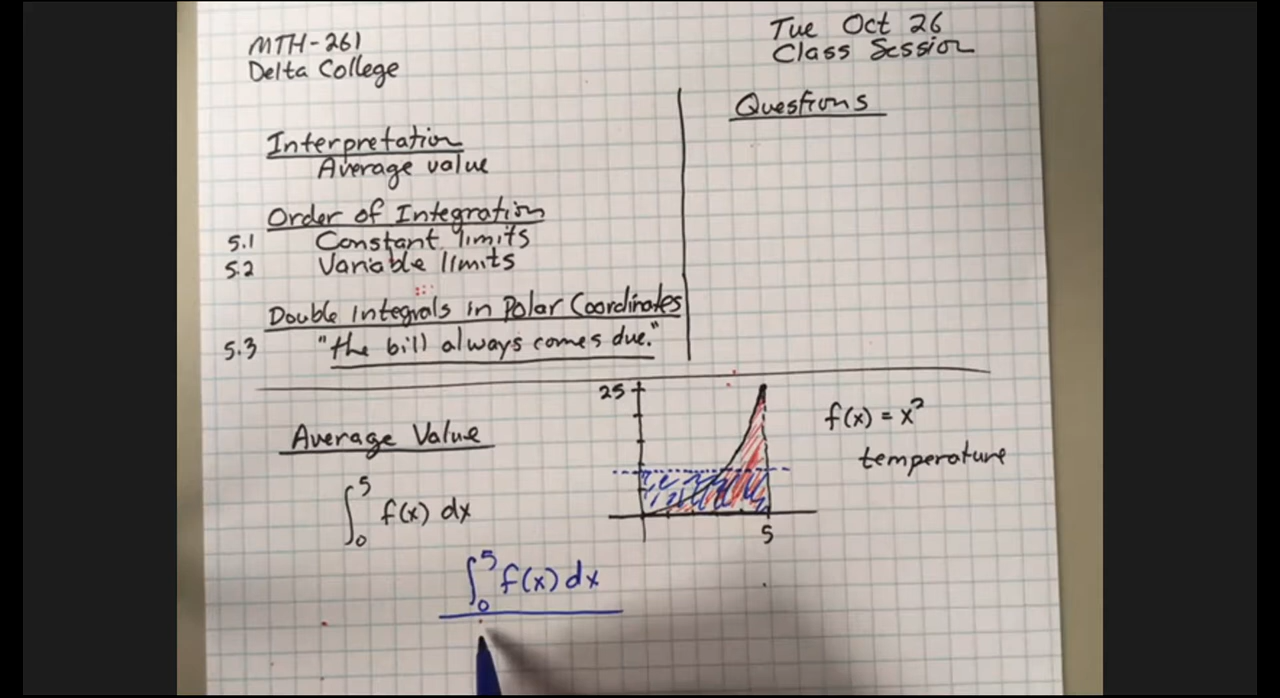 MTH-261
Delta College
Tue Oct 26
Class Session
Interpretation
Average value
Order of Integration
5.1 Constant limits
5.2 Variable limits
Double Integrals in Polar Coordinates
5.3 "the bill always comes due."
Questions
Average Value
∫₀⁵ f(x) dx
25
5
f(x) = x²
temperature
∫₀⁵ f(x) dx